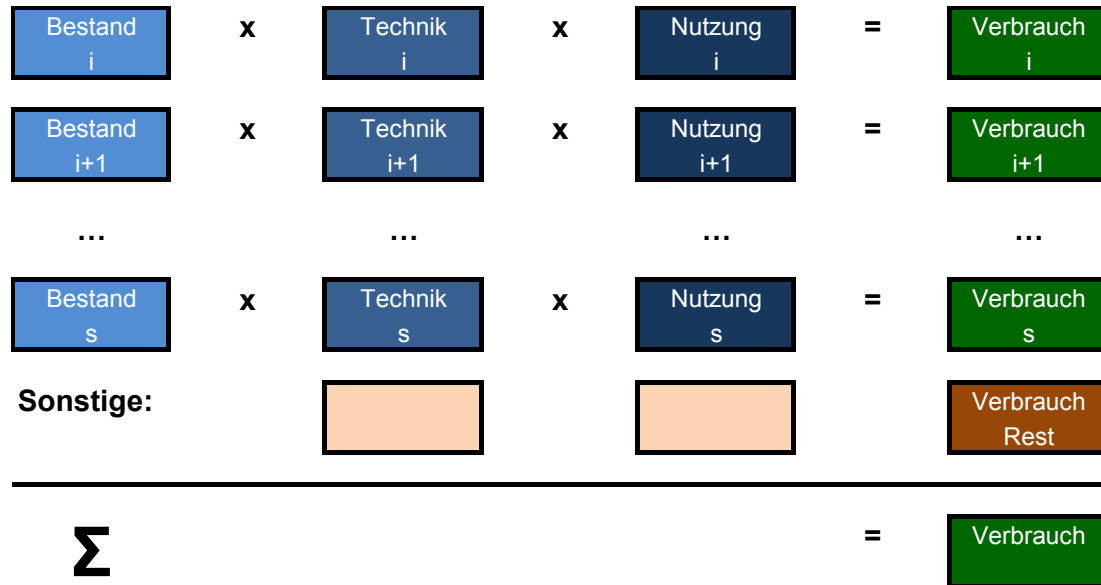 Bestand x Technik x Nutzung = Verbrauch
i i i i
Bestand x Technik x Nutzung = Verbrauch
i+1 i+1 i+1 i+1
... ... ... ...
Bestand x Technik x Nutzung = Verbrauch
s s s s
Sonstige: Verbrauch
Rest
Σ = Verbrauch